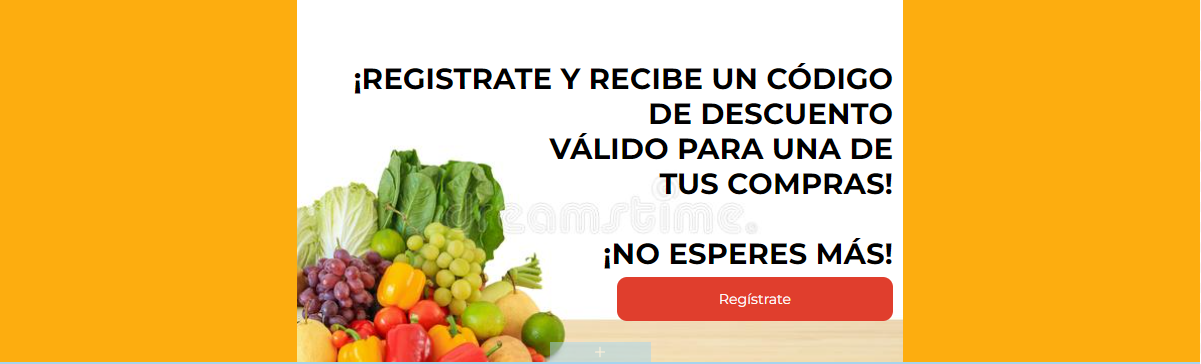 ¡REGISTRATE Y RECIBE UN CÓDIGO
DE DESCUENTO
VÁLIDO PARA UNA DE
TUS COMPRAS!
dreamstime.
¡NO ESPERES MÁS!
Regístrate